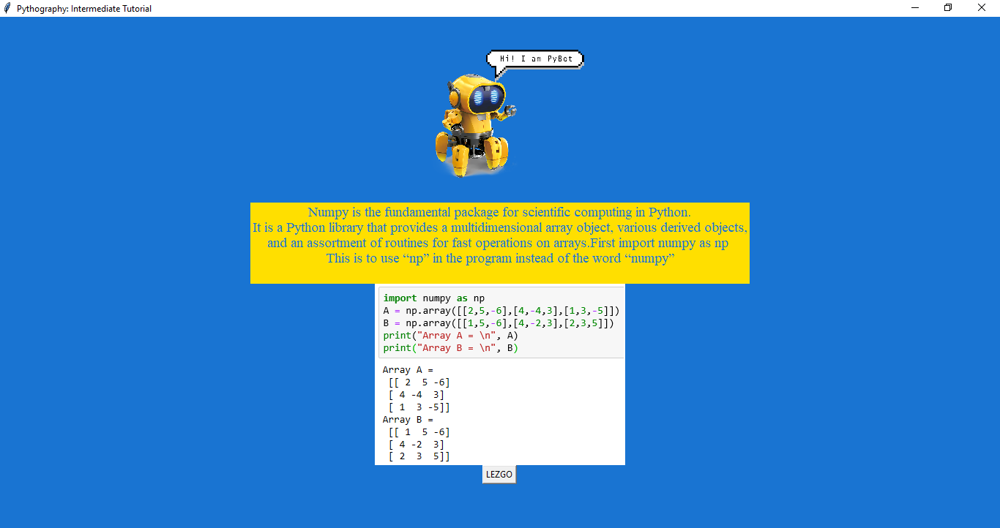 Pythography: Intermediate Tutorial
Hi! I am PyBot
Numpy is the fundamental package for scientific computing in Python.
It is a Python library that provides a multidimensional array object, various derived objects,
and an assortment of routines for fast operations on arrays.First import numpy as np
This is to use “np” in the program instead of the word “numpy”
import numpy as np
A = np.array([[2,5,-6],[4,-4,3],[1,3,-5]])
B = np.array([[1,5,-6],[4,-2,3],[2,3,5]])
print("Array A = \n", A)
print("Array B = \n", B)
Array A =
 [[ 2  5 -6]
 [ 4 -4  3]
 [ 1  3 -5]]
Array B =
 [[ 1  5 -6]
 [ 4 -2  3]
 [ 2  3  5]]
LEZGO